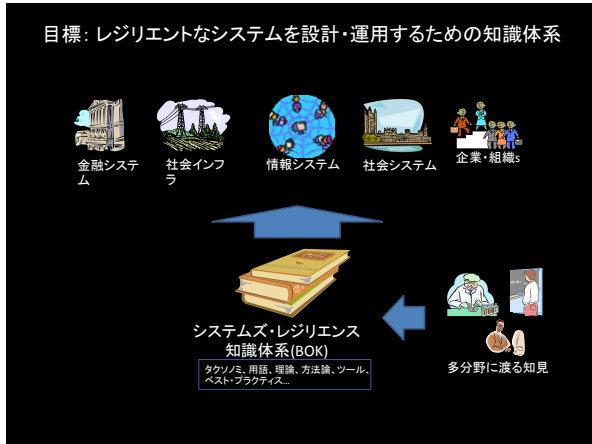 目標：レジリエントなシステムを設計・運用するための知識体系
金融システ
ム
社会インフ
ラ
情報システム
社会システム
企業・組織s
システムズ・レジリエンス
知識体系(BOK)
タクソノミ、用語、理論、方法論、ツール、
ベスト・プラクティス...
多分野に渡る知見